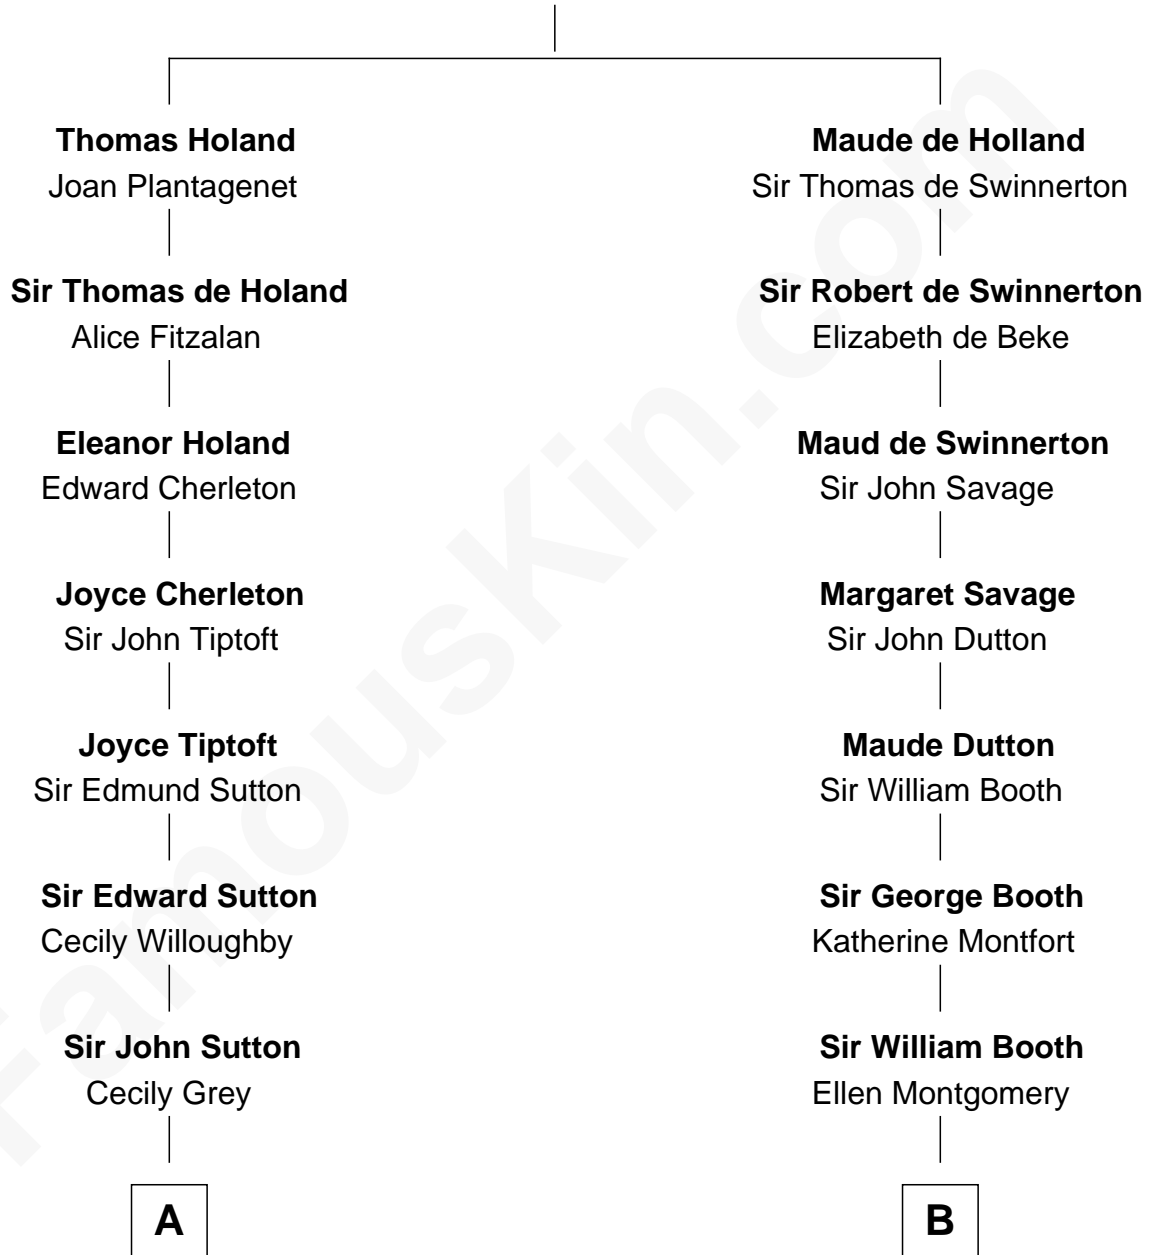 Thomas Holand
Joan Plantagenet
Maude de Holland
Sir Thomas de Swinnerton
Sir Thomas de Holand
Alice Fitzalan
Sir Robert de Swinnerton
Elizabeth de Beke
Eleanor Holand
Edward Cherleton
Maud de Swinnerton
Sir John Savage
Joyce Cherleton
Sir John Tiptoft
Margaret Savage
Sir John Dutton
Joyce Tiptoft
Sir Edmund Sutton
Maude Dutton
Sir William Booth
Sir Edward Sutton
Cecily Willoughby
Sir George Booth
Katherine Montfort
Sir John Sutton
Cecily Grey
Sir William Booth
Ellen Montgomery
A
B
FamousKin.com